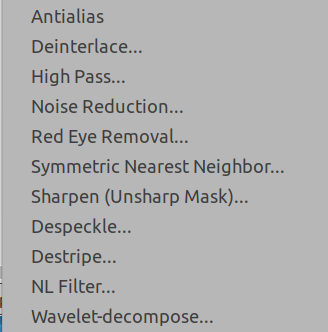 Antialias
Deinterlace...
High Pass...
Noise Reduction...
Red Eye Removal...
Symmetric Nearest Neighbor...
Sharpen (Unsharp Mask)...
Despeckle...
Destripe...
NL Filter...
Wavelet-decompose...